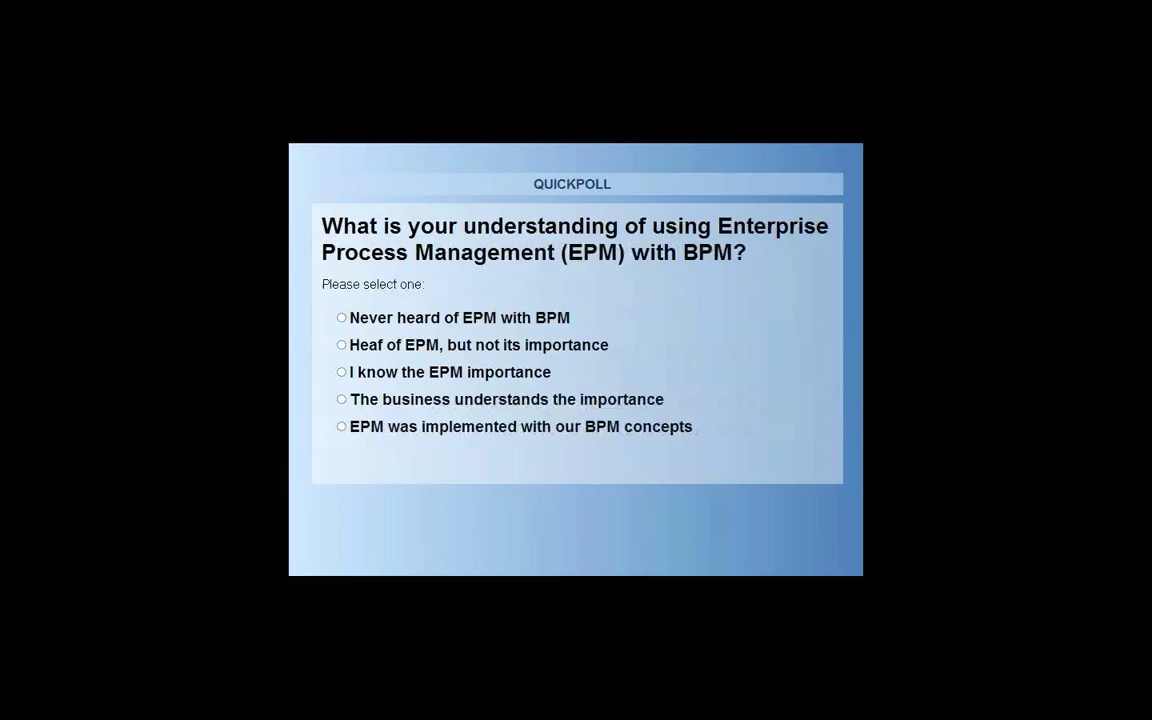 QUICKPOLL
What is your understanding of using Enterprise
Process Management (EPM) with BPM?
Please select one:
Never heard of EPM with BPM
Heaf of EPM, but not its importance
I know the EPM importance
The business understands the importance
EPM was implemented with our BPM concepts